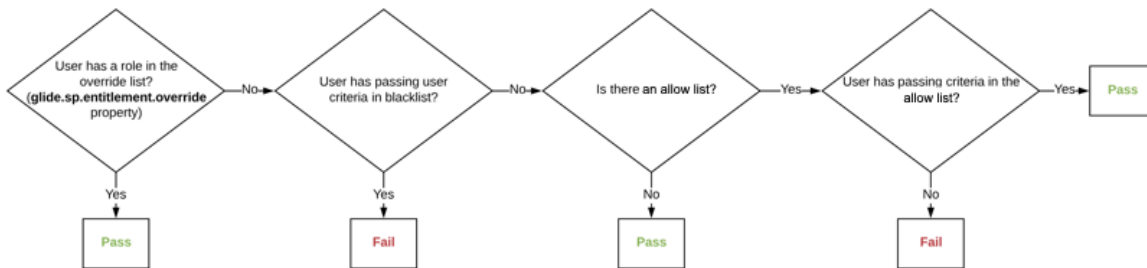 User has a role in the
override list?
(glide.sp.entitlement.override
property)
No
Yes
Pass
User has passing user
criteria in blacklist?
No
Yes
Fail
Is there an allow list?
Yes
No
Pass
User has passing criteria in the
allow list?
Yes
Pass
No
Fail